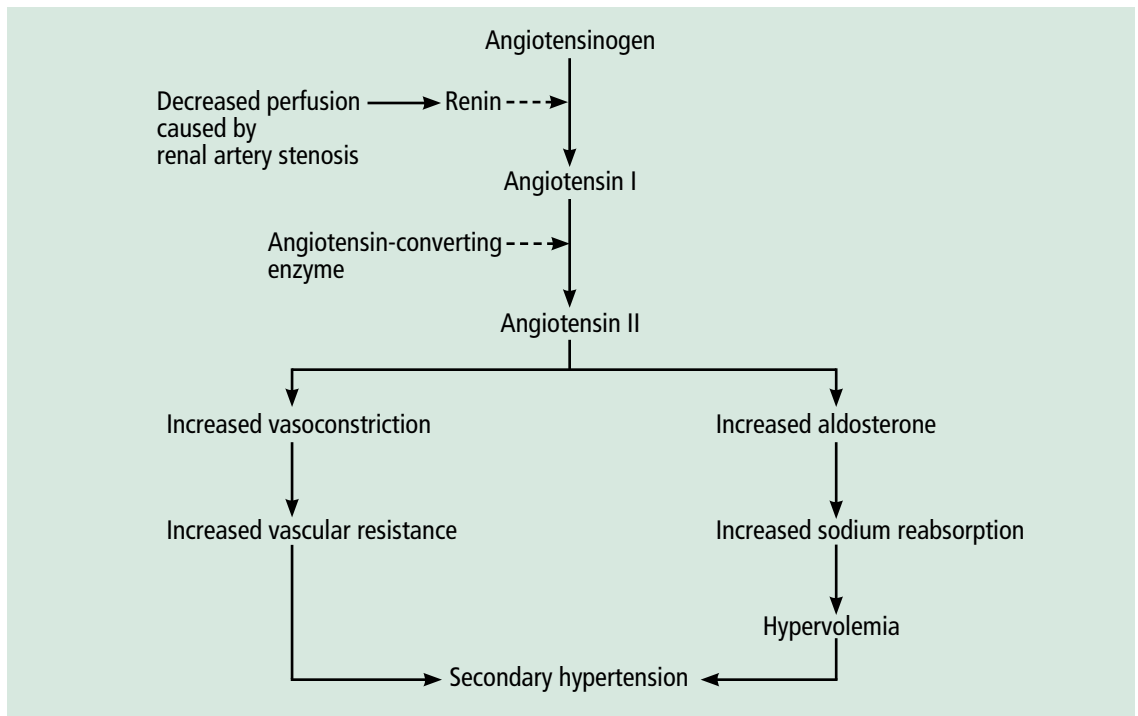 Angiotensinogen
Decreased perfusion
caused by
renal artery stenosis
Renin
Angiotensin I
Angiotensin-converting
enzyme
Angiotensin II
Increased vasoconstriction
Increased aldosterone
Increased vascular resistance
Increased sodium reabsorption
Hypervolemia
Secondary hypertension